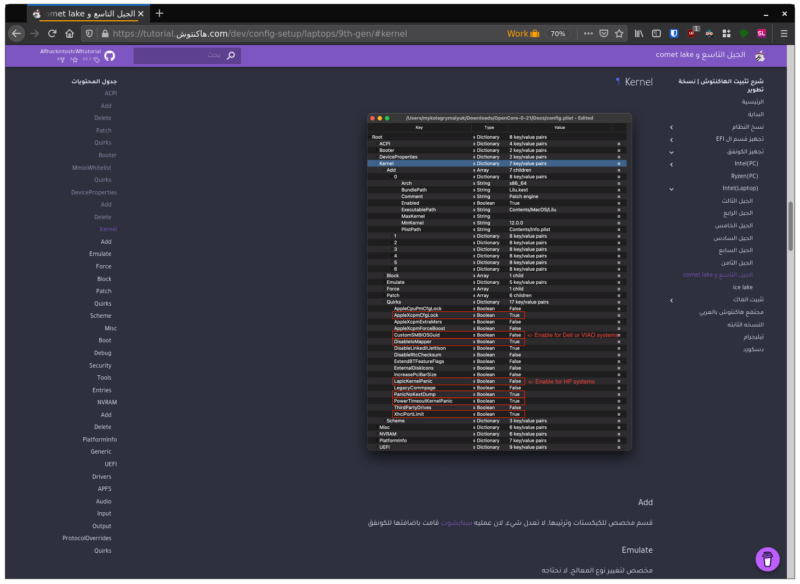 الجيل التاسع و comet lake
https://tutorial.هاكنتوش.com/dev/config-setup/laptops/9th-gen/#kernel
Work
70%
SL
الجيل التاسع و comet lake
بحث
شرح تثبيت الهاكنتوش | نسخة
تطوير
الرئيسية
البداية
نسخ النظام
تجهيز قسم ال EFI
تجهيز الكونفق
Intel(PC)
Ryzen(PC)
Intel(Laptop)
الجيل الثالث
الجيل الرابع
الجيل الخامس
الجيل السادس
الجيل السابع
الجيل الثامن
الجيل التاسع و comet lake
ice lake
تثبيت الماك
مجتمع هاكنتوش بالعربي
النسخه الثابته
تيليجرام
دسكورد
Kernel ¶
/Users/mykolagrymalyuk/Downloads/OpenCore-0-21/Docs/config.plist - Edited
Key Type Value
Root Dictionary 8 key/value pairs
ACPI Dictionary 4 key/value pairs
Booter Dictionary 2 key/value pairs
DeviceProperties Dictionary 2 key/value pairs
Kernel Dictionary 7 key/value pairs
Add Array 7 children
0 Dictionary 8 key/value pairs
Arch String x86_64
BundlePath String Lilu.kext
Comment String Patch engine
Enabled Boolean True
ExecutablePath String Contents/MacOS/Lilu
MaxKernel String
MinKernel String 12.0.0
PlistPath String Contents/Info.plist
1 Dictionary 8 key/value pairs
2 Dictionary 8 key/value pairs
3 Dictionary 8 key/value pairs
4 Dictionary 8 key/value pairs
5 Dictionary 8 key/value pairs
6 Dictionary 8 key/value pairs
Block Array 1 child
Emulate Dictionary 5 key/value pairs
Force Array 1 child
Patch Array 6 children
Quirks Dictionary 17 key/value pairs
AppleCpuPmCfgLock Boolean False
AppleXcpmCfgLock Boolean True
AppleXcpmExtraMsrs Boolean False
AppleXcpmForceBoost Boolean False
CustomSMBIOSGuid Boolean False <- Enable for Dell or VIAO systems
DisableIoMapper Boolean True
DisableLinkeditJettison Boolean True
DisableRtcChecksum Boolean False
ExtendBTFeatureFlags Boolean False
ExternalDiskIcons Boolean False
IncreasePciBarSize Boolean False
LapicKernelPanic Boolean False <- Enable for HP systems
LegacyCommpage Boolean False
PanicNoKextDump Boolean True
PowerTimeoutKernelPanic Boolean True
ThirdPartyDrives Boolean False
XhciPortLimit Boolean True
Scheme Dictionary 3 key/value pairs
Misc Dictionary 6 key/value pairs
NVRAM Dictionary 6 key/value pairs
PlatformInfo Dictionary 7 key/value pairs
UEFI Dictionary 9 key/value pairs
Add
قسم مخصص للكيكستات وترتيبها، لا تعدل شيء، لان عمليه سنابشوت قامت باضافتها للكونفق
Emulate
مخصص لتغيير نوع المعالج، لا نحتاجه
جدول المحتويات
ACPI
Add
Delete
Patch
Quirks
Booter
MmioWhitelist
Quirks
DeviceProperties
Add
Delete
Kernel
Add
Emulate
Force
Block
Patch
Quirks
Scheme
Misc
Boot
Debug
Security
Tools
Entries
NVRAM
Add
Delete
PlatformInfo
Generic
UEFI
Drivers
APFS
Audio
Input
Output
ProtocolOverrides
Quirks